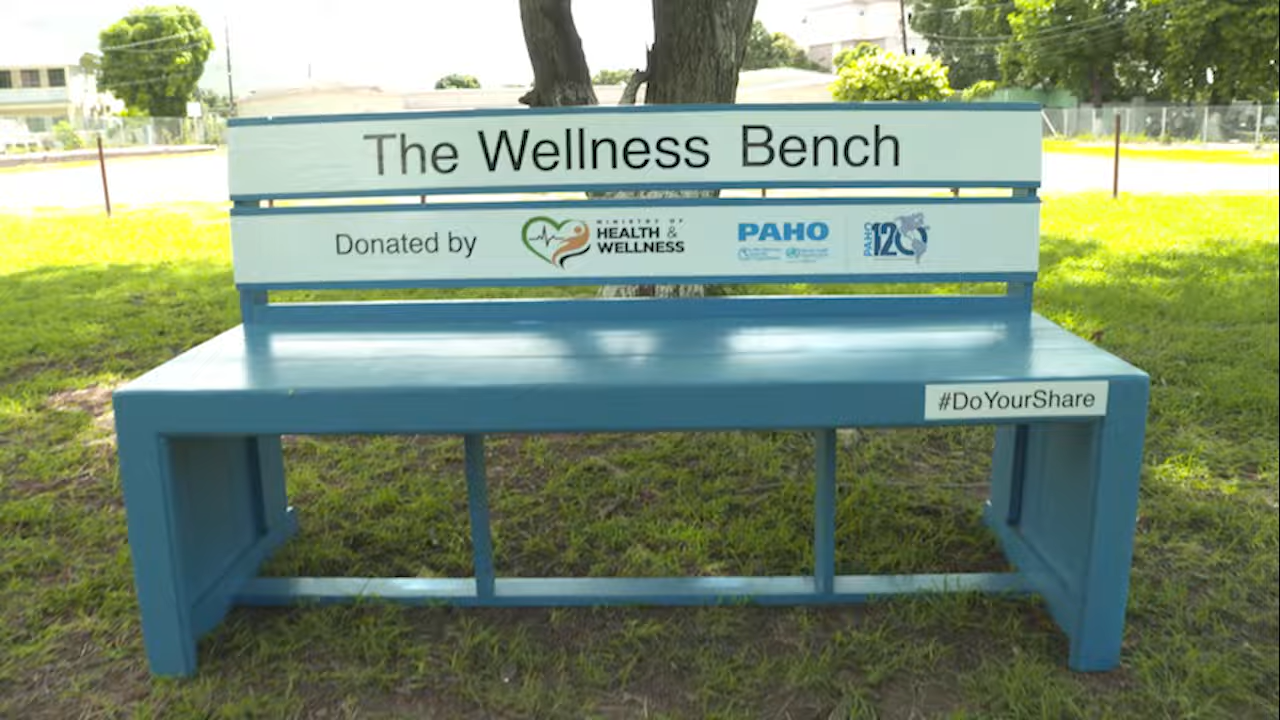 The Wellness Bench
Donated by
MINISTRY OF
HEALTH &
WELLNESS
PAHO
PAHO
120
#DoYourShare